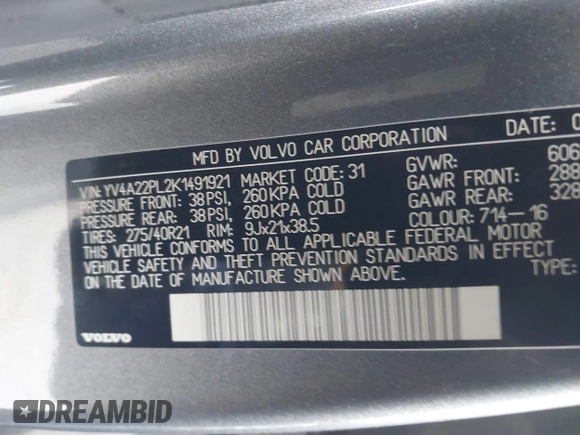 MFD BY VOLVO CAR CORPORATION DATE:
VIN: YV4A22PL2K1491921 MARKET CODE: 31 GVWR: 606
PRESSURE FRONT: 38PSI, 260KPA COLD GAWR FRONT: 288
PRESSURE REAR: 38PSI, 260KPA COLD GAWR REAR: 328
TIRES: 275/40R21 RIM: 9Jx21x38.5 COLOUR: 714-16
THIS VEHICLE CONFORMS TO ALL APPLICABLE FEDERAL MOTOR
VEHICLE SAFETY AND THEFT PREVENTION STANDARDS IN EFFECT
ON THE DATE OF MANUFACTURE SHOWN ABOVE. TYPE:
VOLVO
DREAMBID